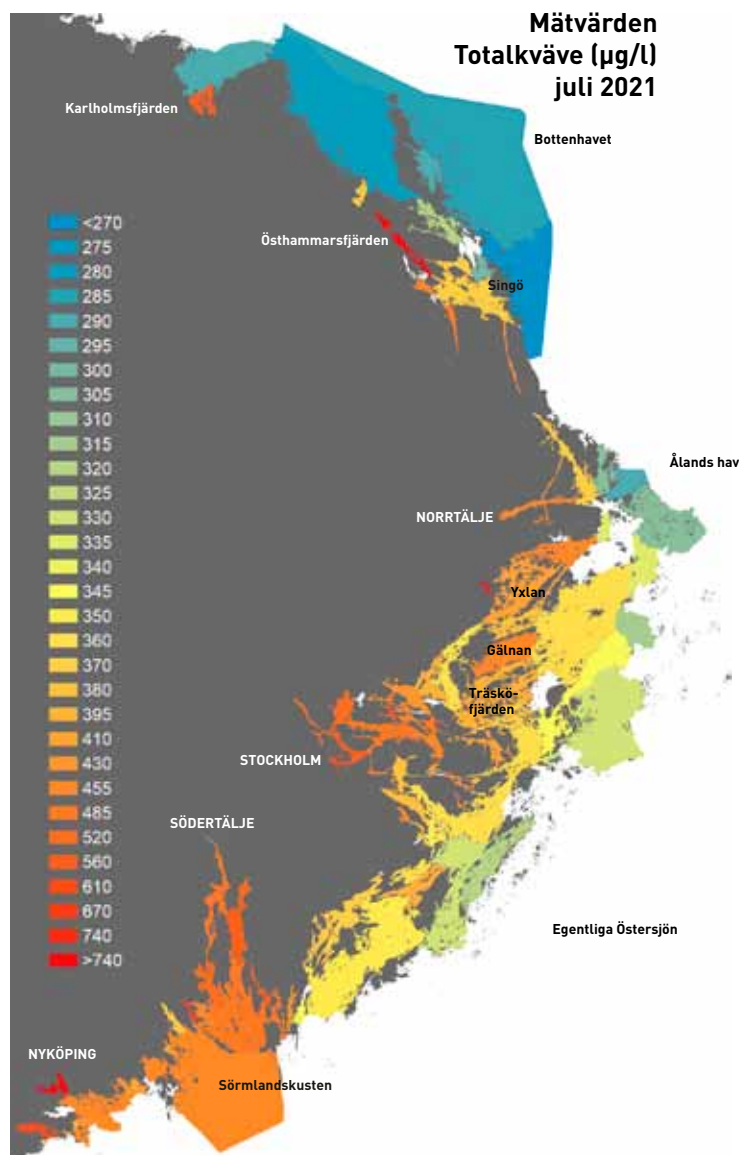 Mätvärden
Totalkväve (µg/l)
juli 2021
Karlholmsfjärden
Bottenhavet
<270
275
280
285
290
295
300
305
310
315
320
325
330
335
340
345
350
360
370
380
395
410
430
455
485
520
560
610
670
740
>740
Östhammarsfjärden
Singö
Ålands hav
NORRTÄLJE
Yxlan
Gälnan
Träskö-
fjärden
STOCKHOLM
SÖDERTÄLJE
Egentliga Östersjön
NYKÖPING
Sörmlandskusten